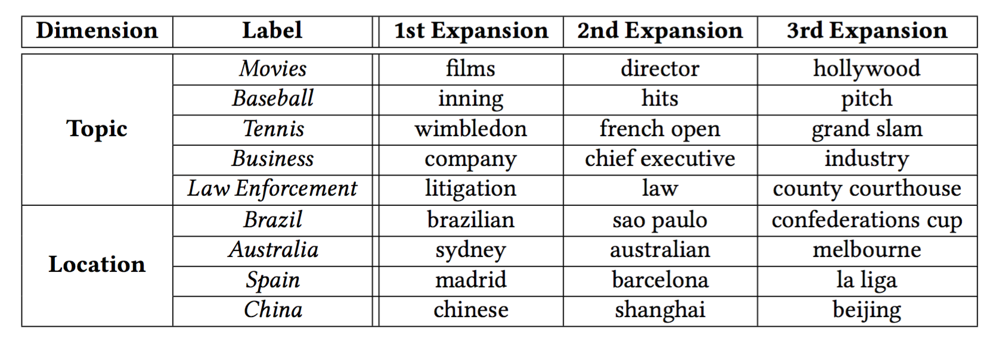 Dimension Label 1st Expansion 2nd Expansion 3rd Expansion
Topic
Movies films director hollywood
Baseball inning hits pitch
Tennis wimbledon french open grand slam
Business company chief executive industry
Law Enforcement litigation law county courthouse
Location
Brazil brazilian sao paulo confederations cup
Australia sydney australian melbourne
Spain madrid barcelona la liga
China chinese shanghai beijing